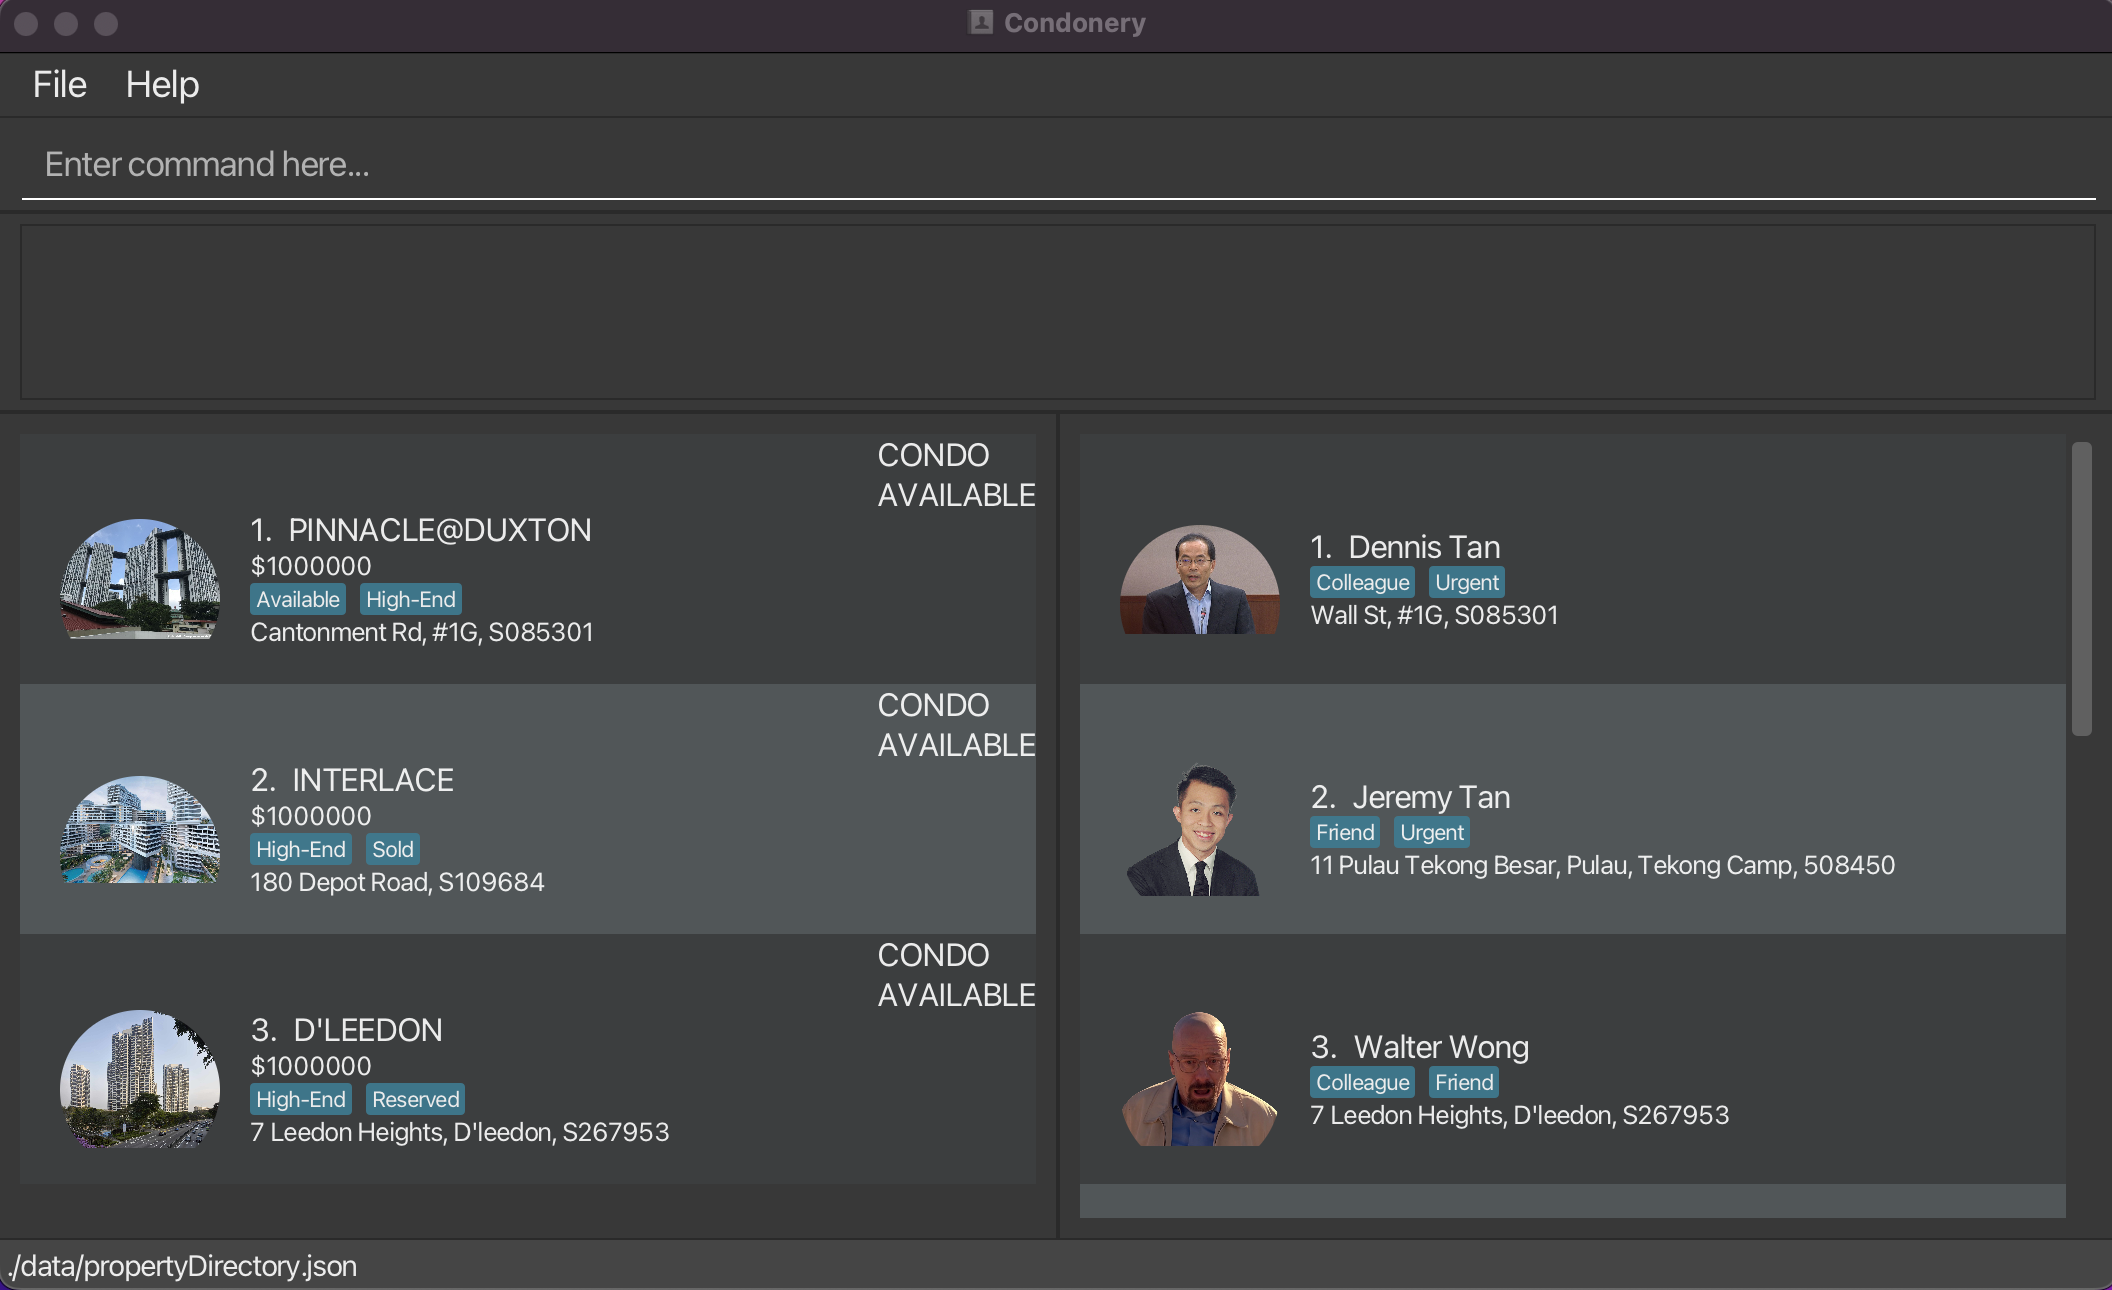 Condonery
File Help
Enter command here...
CONDO
AVAILABLE
1. PINNACLE@DUXTON
$1000000
Available High-End
Cantonment Rd, #1G, S085301
CONDO
AVAILABLE
2. INTERLACE
$1000000
High-End Sold
180 Depot Road, S109684
CONDO
AVAILABLE
3. D'LEEDON
$1000000
High-End Reserved
7 Leedon Heights, D'leedon, S267953
1. Dennis Tan
Colleague Urgent
Wall St, #1G, S085301
2. Jeremy Tan
Friend Urgent
11 Pulau Tekong Besar, Pulau, Tekong Camp, 508450
3. Walter Wong
Colleague Friend
7 Leedon Heights, D'leedon, S267953
./data/propertyDirectory.json